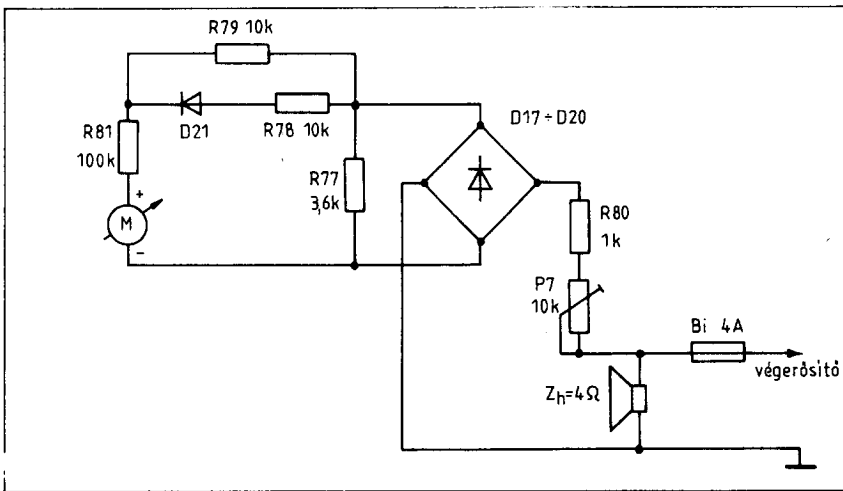 R79 10k
D21
R78 10k
D17÷D20
R81
100k
R77
3,6k
+
M
-
R80
1k
P7
10k
Bi 4A
végerősítő
Zh=4Ω